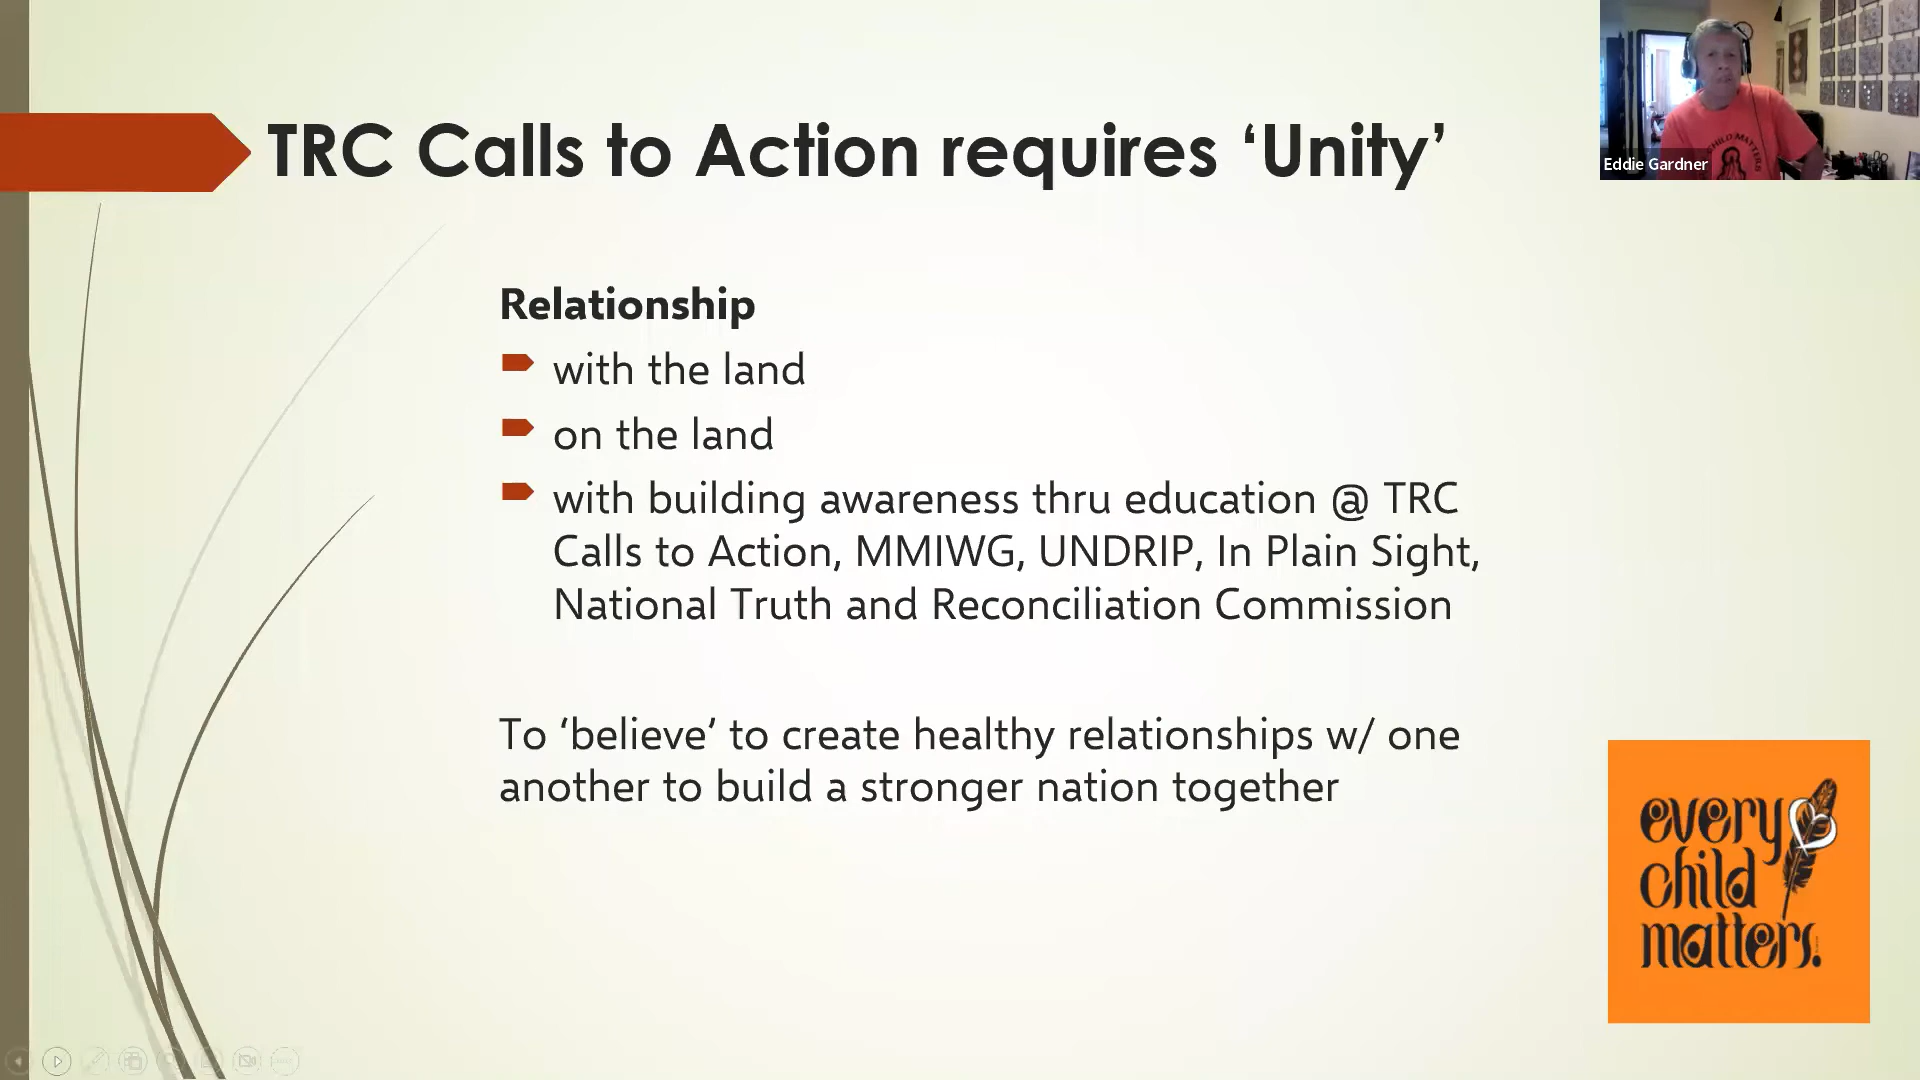 TRC Calls to Action requires ‘Unity’
Eddie Gardner
CHILD MATTERS
Relationship
with the land
on the land
with building awareness thru education @ TRC
Calls to Action, MMIWG, UNDRIP, In Plain Sight,
National Truth and Reconciliation Commission
To ‘believe’ to create healthy relationships w/ one
another to build a stronger nation together
every
child
matters.